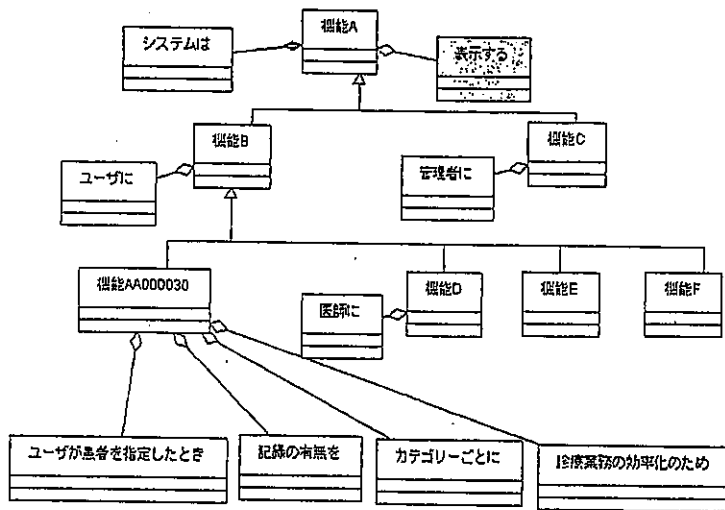 機能A
システムは
表示する
機能B
機能C
ユーザに
管理者に
機能AA000030
機能D
機能E
機能F
医師に
ユーザが患者を指定したとき
記録の有無を
カテゴリーごとに
診療業務の効率化のため